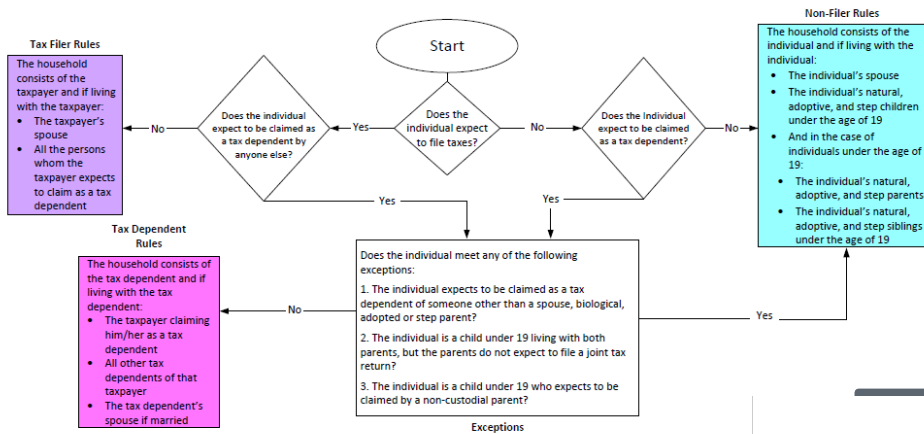 Start
Tax Filer Rules
The household
consists of the
taxpayer and if living
with the taxpayer:
• The taxpayer's
spouse
• All the persons
whom the
taxpayer expects
to claim as a tax
dependent
No
Does the individual
expect to be claimed as
a tax dependent by
anyone else?
Yes
Does the
individual expect
to file taxes?
No
Does the Individual
expect to be claimed
as a tax dependent?
No
Non-Filer Rules
The household consists of the
individual and if living with the
individual:
• The individual's spouse
• The individual's natural,
adoptive, and step children
under the age of 19
• And in the case of
individuals under the age of
19:
• The individual's natural,
adoptive, and step parents
• The individual's natural,
adoptive, and step siblings
under the age of 19
Yes
Yes
Tax Dependent
Rules
The household consists of
the tax dependent and if
living with the tax
dependent:
• The taxpayer claiming
him/her as a tax
dependent
• All other tax
dependents of that
taxpayer
• The tax dependent's
spouse if married
No
Does the individual meet any of the following
exceptions:
1. The individual expects to be claimed as a tax
dependent of someone other than a spouse, biological,
adopted or step parent?
2. The individual is a child under 19 living with both
parents, but the parents do not expect to file a joint tax
return?
3. The individual is a child under 19 who expects to be
claimed by a non-custodial parent?
Yes
Exceptions